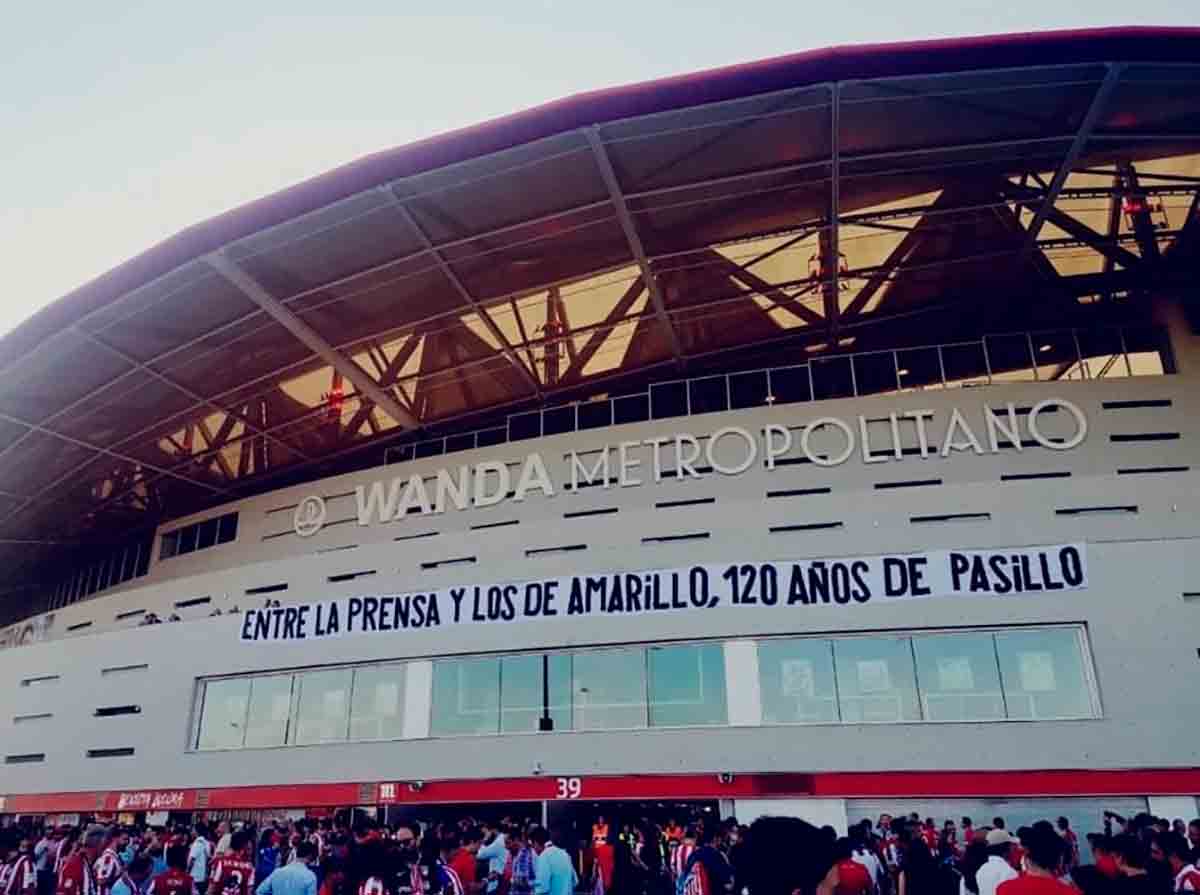 WANDA METROPOLITANO
ENTRE LA PRENSA Y LOS DE AMARiLLO, 120 AÑOS DE PASiLLO
39